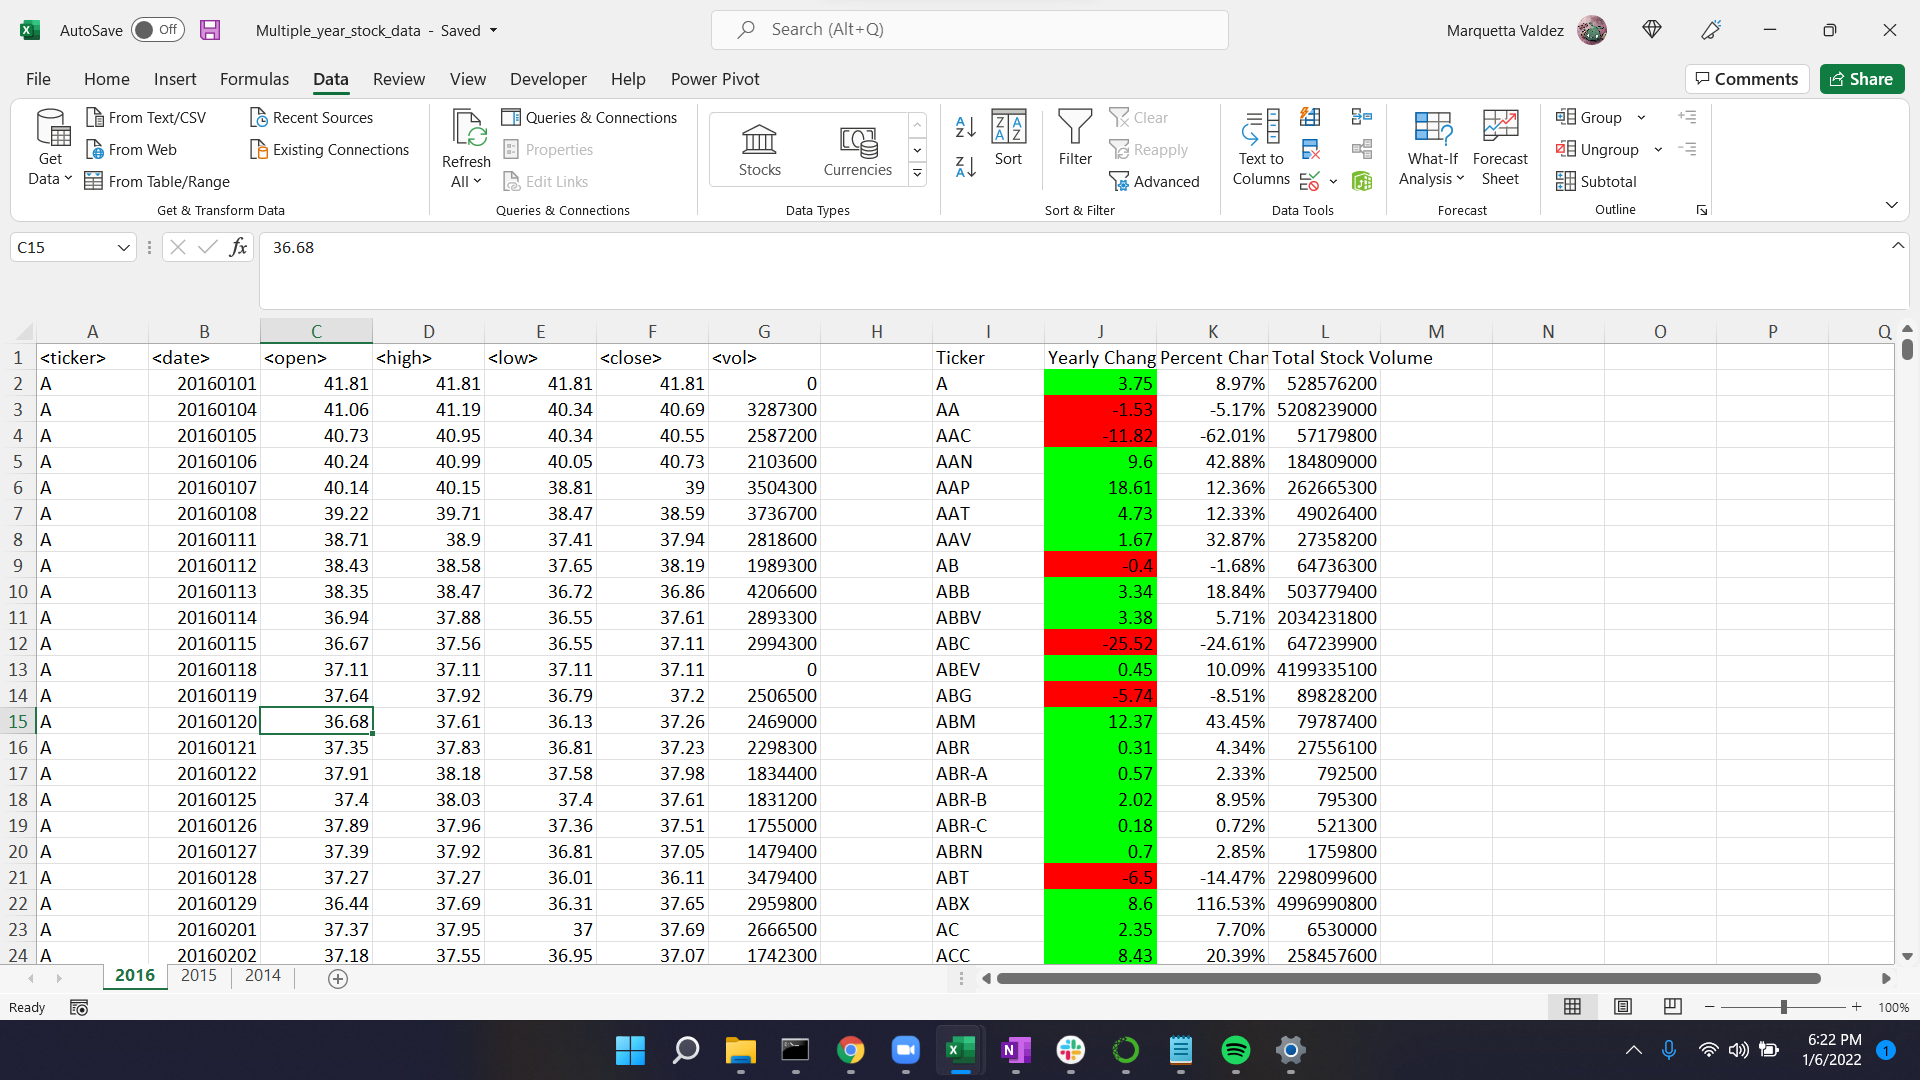 AutoSave Off Multiple_year_stock_data - Saved Search (Alt+Q) Marquetta Valdez
File Home Insert Formulas Data Review View Developer Help Power Pivot Comments Share
Get Data
From Text/CSV
From Web
From Table/Range
Recent Sources
Existing Connections
Get & Transform Data
Refresh All
Queries & Connections
Properties
Edit Links
Queries & Connections
Stocks Currencies
Data Types
Sort
Filter
Clear
Reapply
Advanced
Sort & Filter
Text to Columns
Data Tools
What-If Analysis
Forecast Sheet
Forecast
Group
Ungroup
Subtotal
Outline
C15 fx 36.68
A B C D E F G H I J K L M N O P Q
1 <ticker> <date> <open> <high> <low> <close> <vol> Ticker Yearly Chang Percent Chan Total Stock Volume
2 A 20160101 41.81 41.81 41.81 41.81 0 A 3.75 8.97% 528576200
3 A 20160104 41.06 41.19 40.34 40.69 3287300 AA -1.53 -5.17% 5208239000
4 A 20160105 40.73 40.95 40.34 40.55 2587200 AAC -11.82 -62.01% 57179800
5 A 20160106 40.24 40.99 40.05 40.73 2103600 AAN 9.6 42.88% 184809000
6 A 20160107 40.14 40.15 38.81 39 3504300 AAP 18.61 12.36% 262665300
7 A 20160108 39.22 39.71 38.47 38.59 3736700 AAT 4.73 12.33% 49026400
8 A 20160111 38.71 38.9 37.41 37.94 2818600 AAV 1.67 32.87% 27358200
9 A 20160112 38.43 38.58 37.65 38.19 1989300 AB -0.4 -1.68% 64736300
10 A 20160113 38.35 38.47 36.72 36.86 4206600 ABB 3.34 18.84% 503779400
11 A 20160114 36.94 37.88 36.55 37.61 2893300 ABBV 3.38 5.71% 2034231800
12 A 20160115 36.67 37.56 36.55 37.11 2994300 ABC -25.52 -24.61% 647239900
13 A 20160118 37.11 37.11 37.11 37.11 0 ABEV 0.45 10.09% 4199335100
14 A 20160119 37.64 37.92 36.79 37.2 2506500 ABG -5.74 -8.51% 89828200
15 A 20160120 36.68 37.61 36.13 37.26 2469000 ABM 12.37 43.45% 79787400
16 A 20160121 37.35 37.83 36.81 37.23 2298300 ABR 0.31 4.34% 27556100
17 A 20160122 37.91 38.18 37.58 37.98 1834400 ABR-A 0.57 2.33% 792500
18 A 20160125 37.4 38.03 37.4 37.61 1831200 ABR-B 2.02 8.95% 795300
19 A 20160126 37.89 37.96 37.36 37.51 1755000 ABR-C 0.18 0.72% 521300
20 A 20160127 37.39 37.92 36.81 37.05 1479400 ABRN 0.7 2.85% 1759800
21 A 20160128 37.27 37.27 36.01 36.11 3479400 ABT -6.5 -14.47% 2298099600
22 A 20160129 36.44 37.69 36.31 37.65 2959800 ABX 8.6 116.53% 4996990800
23 A 20160201 37.37 37.95 37 37.69 2666500 AC 2.35 7.70% 6530000
24 A 20160202 37.18 37.55 36.95 37.07 1742300 ACC 8.43 20.39% 258457600
2016 2015 2014
Ready 100%
6:22 PM
1/6/2022 1